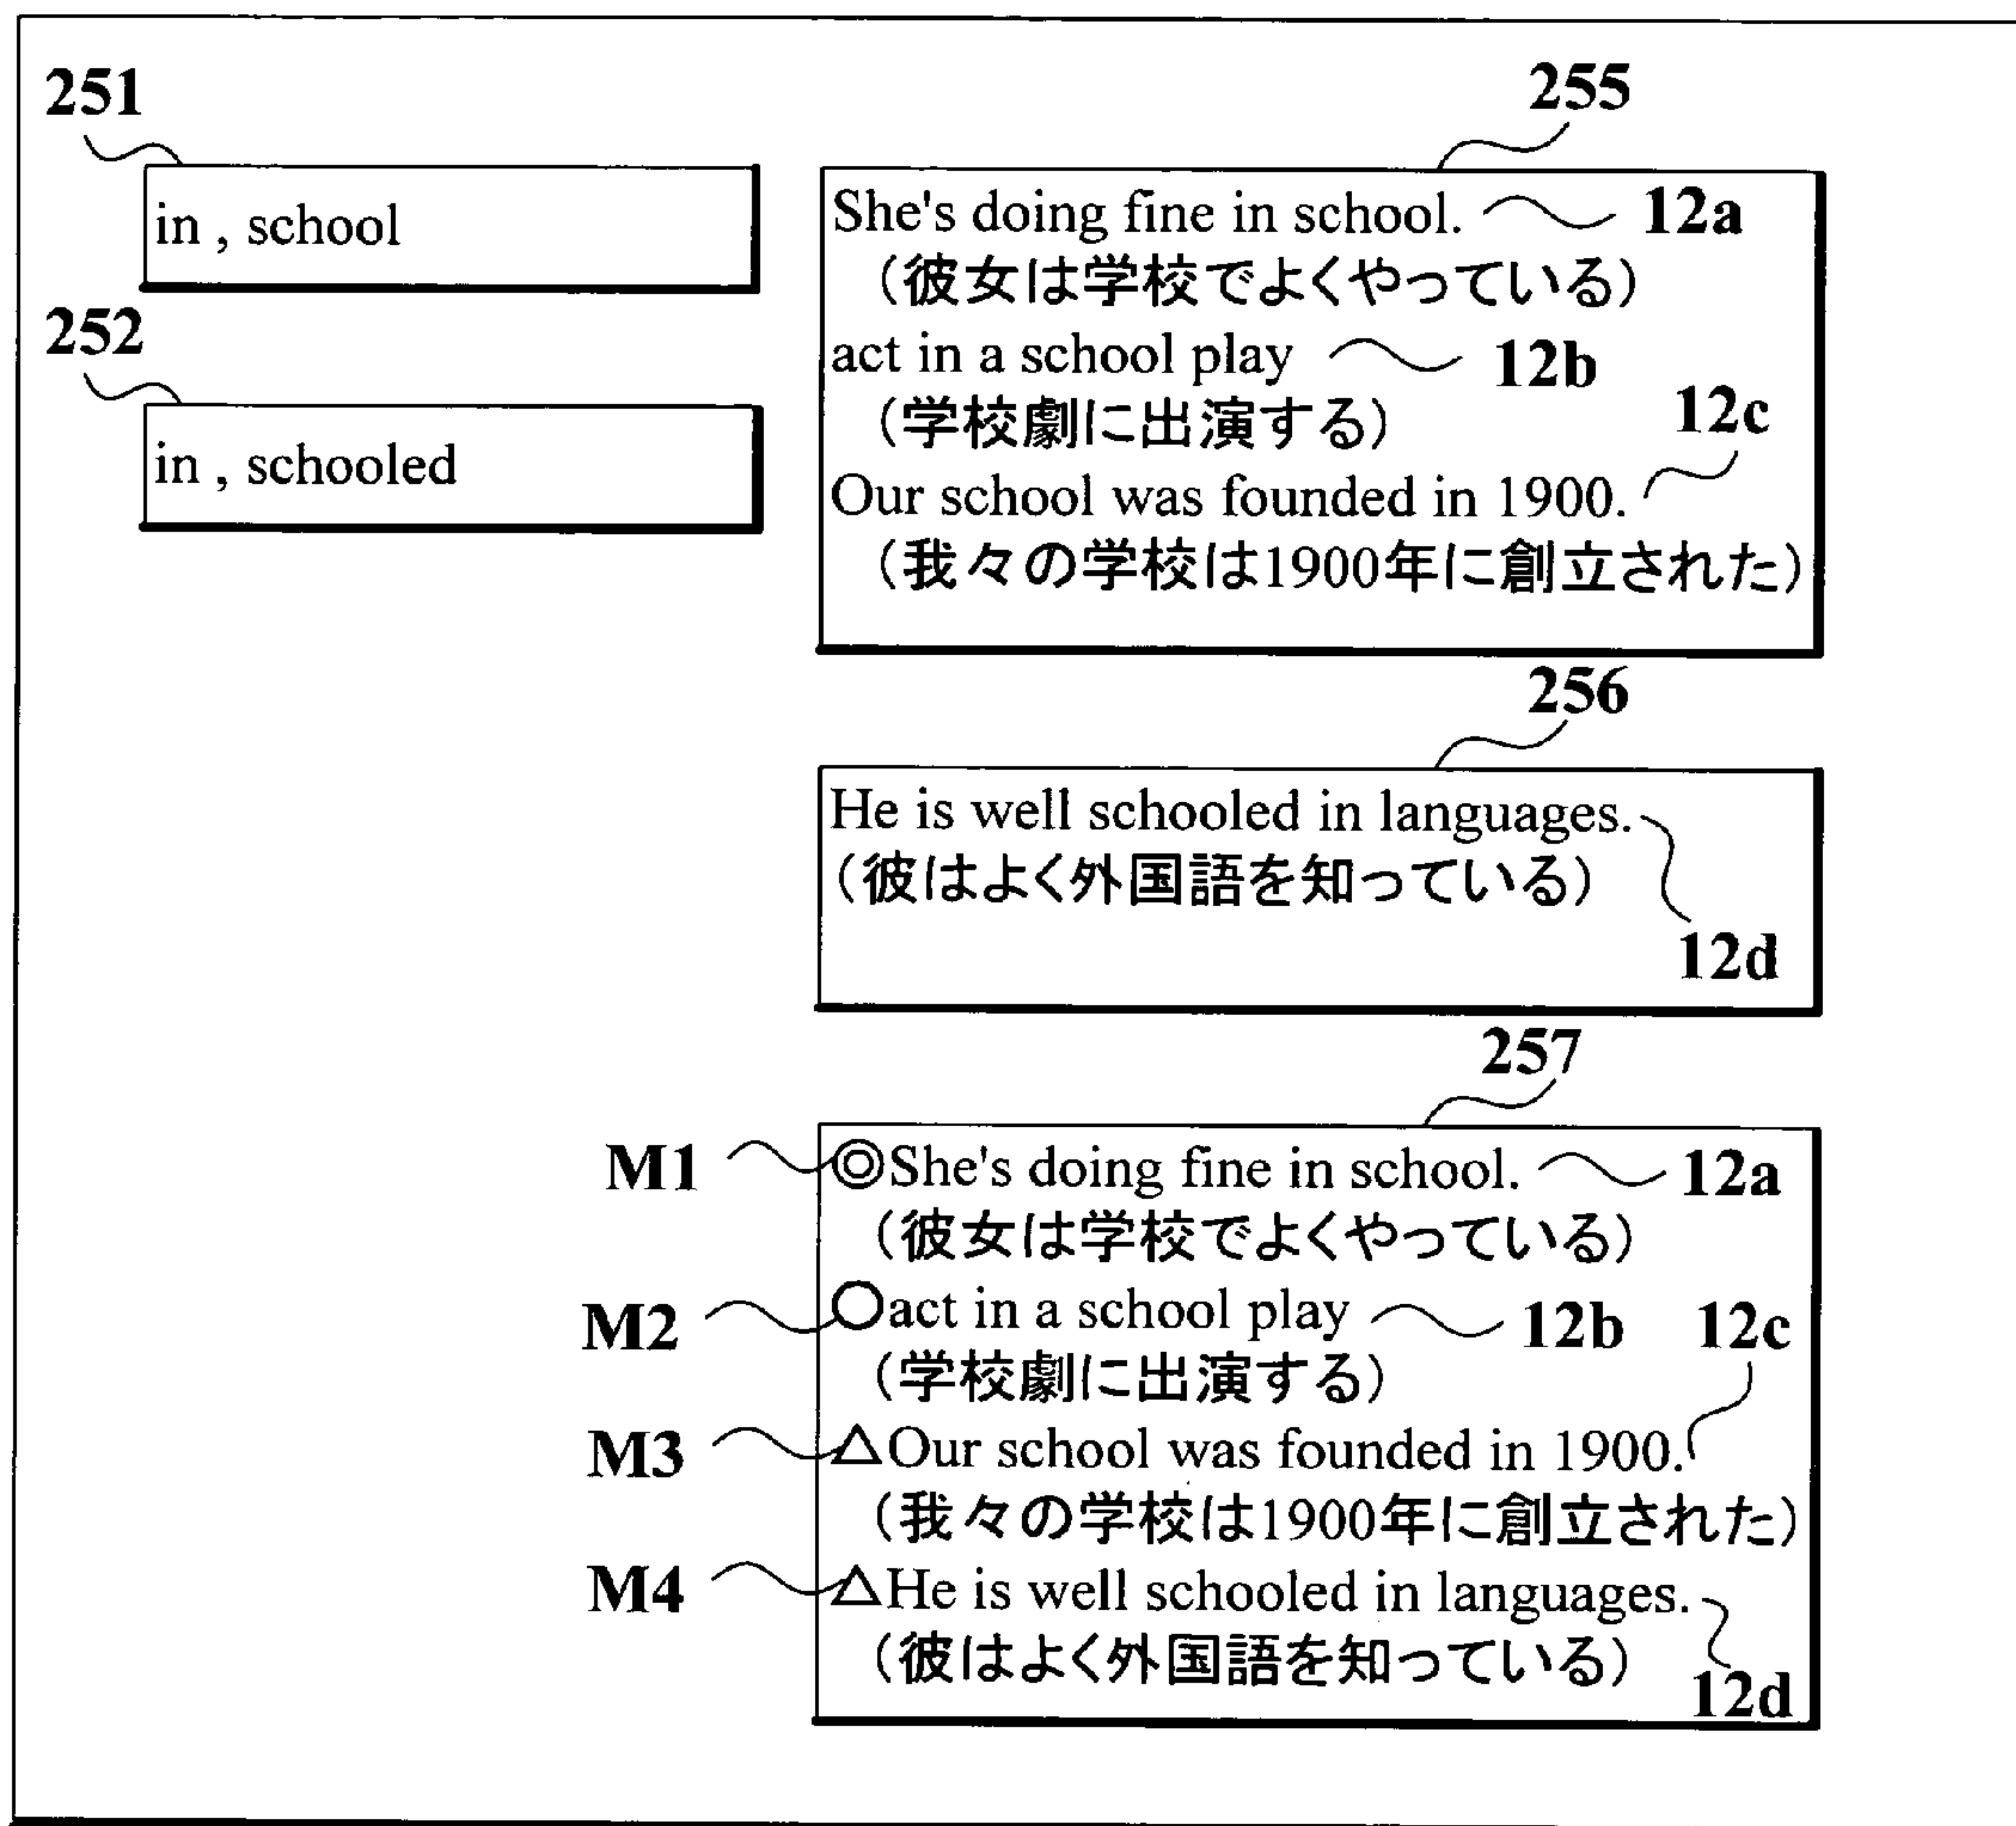 251
in , school
252
in , schooled
255
She's doing fine in school. 12a
（彼女は学校でよくやっている）
act in a school play 12b
（学校劇に出演する） 12c
Our school was founded in 1900.
（我々の学校は1900年に創立された）
256
He is well schooled in languages.
（彼はよく外国語を知っている）
12d
257
M1 ◎She's doing fine in school. 12a
（彼女は学校でよくやっている）
M2 ○act in a school play 12b 12c
（学校劇に出演する）
M3 △Our school was founded in 1900.
（我々の学校は1900年に創立された）
M4 △He is well schooled in languages.
（彼はよく外国語を知っている）
12d